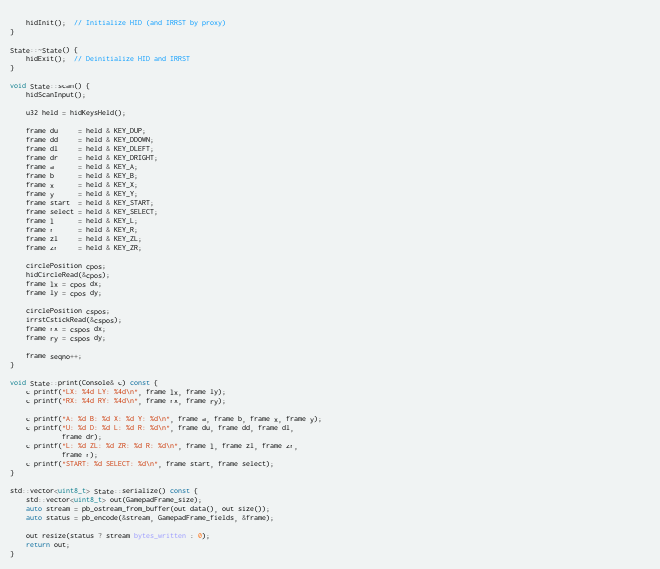 hidInit();  // Initialize HID (and IRRST by proxy)
}

State::~State() {
    hidExit();  // Deinitialize HID and IRRST
}

void State::scan() {
    hidScanInput();

    u32 held = hidKeysHeld();

    frame du     = held & KEY_DUP;
    frame dd     = held & KEY_DDOWN;
    frame dl     = held & KEY_DLEFT;
    frame dr     = held & KEY_DRIGHT;
    frame a      = held & KEY_A;
    frame b      = held & KEY_B;
    frame x      = held & KEY_X;
    frame y      = held & KEY_Y;
    frame start  = held & KEY_START;
    frame select = held & KEY_SELECT;
    frame l      = held & KEY_L;
    frame r      = held & KEY_R;
    frame zl     = held & KEY_ZL;
    frame zr     = held & KEY_ZR;

    circlePosition cpos;
    hidCircleRead(&cpos);
    frame lx = cpos dx;
    frame ly = cpos dy;

    circlePosition cspos;
    irrstCstickRead(&cspos);
    frame rx = cspos dx;
    frame ry = cspos dy;

    frame seqno++;
}

void State::print(Console& c) const {
    c printf("LX: %4d LY: %4d\n", frame lx, frame ly);
    c printf("RX: %4d RY: %4d\n", frame rx, frame ry);

    c printf("A: %d B: %d X: %d Y: %d\n", frame a, frame b, frame x, frame y);
    c printf("U: %d D: %d L: %d R: %d\n", frame du, frame dd, frame dl,
             frame dr);
    c printf("L: %d ZL: %d ZR: %d R: %d\n", frame l, frame zl, frame zr,
             frame r);
    c printf("START: %d SELECT: %d\n", frame start, frame select);
}

std::vector<uint8_t> State::serialize() const {
    std::vector<uint8_t> out(GamepadFrame_size);
    auto stream = pb_ostream_from_buffer(out data(), out size());
    auto status = pb_encode(&stream, GamepadFrame_fields, &frame);

    out resize(status ? stream bytes_written : 0);
    return out;
}